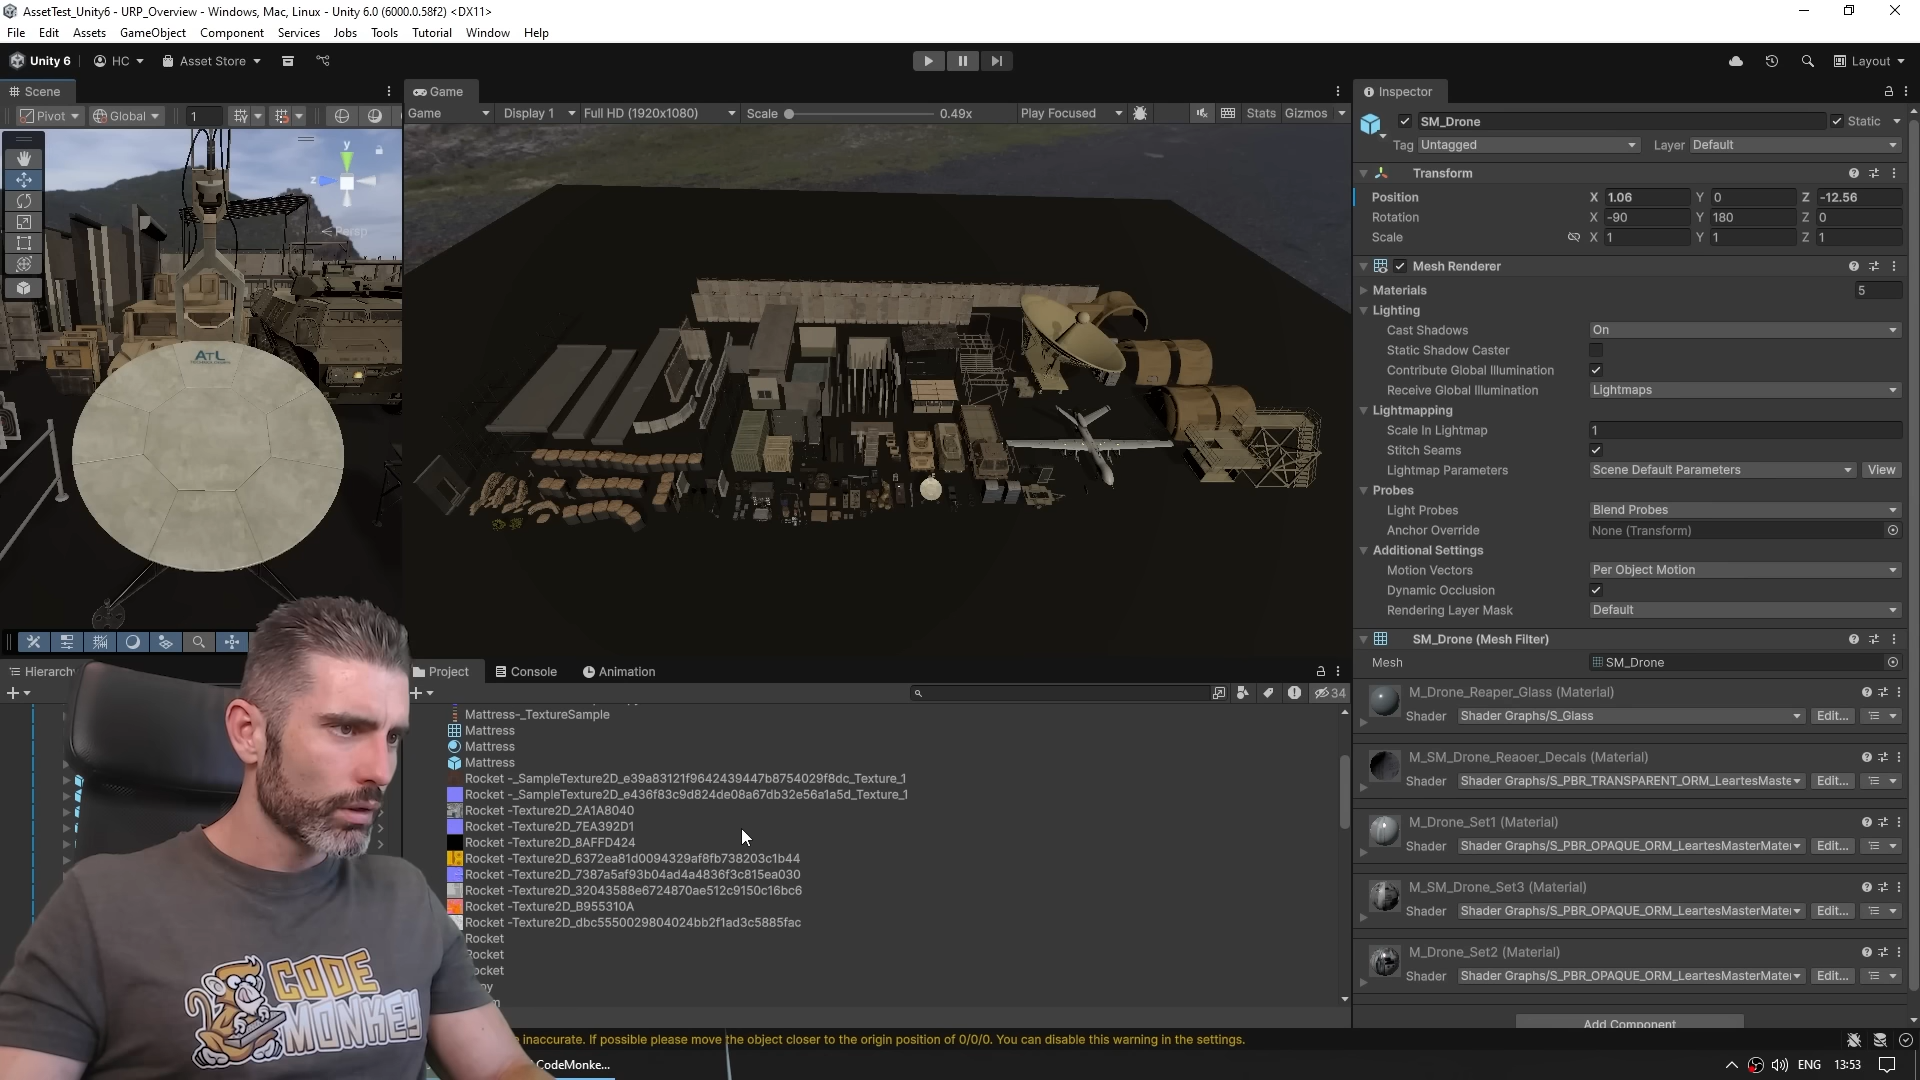 AssetTest_Unity6 - URP_Overview - Windows, Mac, Linux - Unity 6.0 (6000.0.58f2) <DX11>
File Edit Assets GameObject Component Services Jobs Tools Tutorial Window Help
Unity 6 HC Asset Store Layout
Scene
Pivot Global 1
y
z
Persp
ATL
Game
Game Display 1 Full HD (1920x1080) Scale 0.49x Play Focused Stats Gizmos
Hierarchy
Project Console Animation
34
Mattress-_TextureSample
Mattress
Mattress
Mattress
Rocket -_SampleTexture2D_e39a83121f9642439447b8754029f8dc_Texture_1
Rocket -_SampleTexture2D_e436f83c9d824de08a67db32e56a1a5d_Texture_1
Rocket -Texture2D_2A1A8040
Rocket -Texture2D_7EA392D1
Rocket -Texture2D_8AFFD424
Rocket -Texture2D_6372ea81d0094329af8fb738203c1b44
Rocket -Texture2D_7387a5af93b04ad4a4836f3c815ea030
Rocket -Texture2D_32043588e6724870ae512c9150c16bc6
Rocket -Texture2D_B955310A
Rocket -Texture2D_dbc5550029804024bb2f1ad3c5885fac
Rocket
Rocket
ocket
CODE
MONKEY
inaccurate. If possible please move the object closer to the origin position of 0/0/0. You can disable this warning in the settings.
CodeMonke...
ENG 13:53
Inspector
SM_Drone Static
Tag Untagged Layer Default
Transform
Position X 1.06 Y 0 Z -12.56
Rotation X -90 Y 180 Z 0
Scale X 1 Y 1 Z 1
Mesh Renderer
Materials 5
Lighting
Cast Shadows On
Static Shadow Caster
Contribute Global Illumination
Receive Global Illumination Lightmaps
Lightmapping
Scale In Lightmap 1
Stitch Seams
Lightmap Parameters Scene Default Parameters View
Probes
Light Probes Blend Probes
Anchor Override None (Transform)
Additional Settings
Motion Vectors Per Object Motion
Dynamic Occlusion
Rendering Layer Mask Default
SM_Drone (Mesh Filter)
Mesh SM_Drone
M_Drone_Reaper_Glass (Material)
Shader Shader Graphs/S_Glass Edit...
M_SM_Drone_Reaoer_Decals (Material)
Shader Shader Graphs/S_PBR_TRANSPARENT_ORM_LeartesMaste Edit...
M_Drone_Set1 (Material)
Shader Shader Graphs/S_PBR_OPAQUE_ORM_LeartesMasterMater Edit...
M_SM_Drone_Set3 (Material)
Shader Shader Graphs/S_PBR_OPAQUE_ORM_LeartesMasterMater Edit...
M_Drone_Set2 (Material)
Shader Shader Graphs/S_PBR_OPAQUE_ORM_LeartesMasterMater Edit...
Add Component